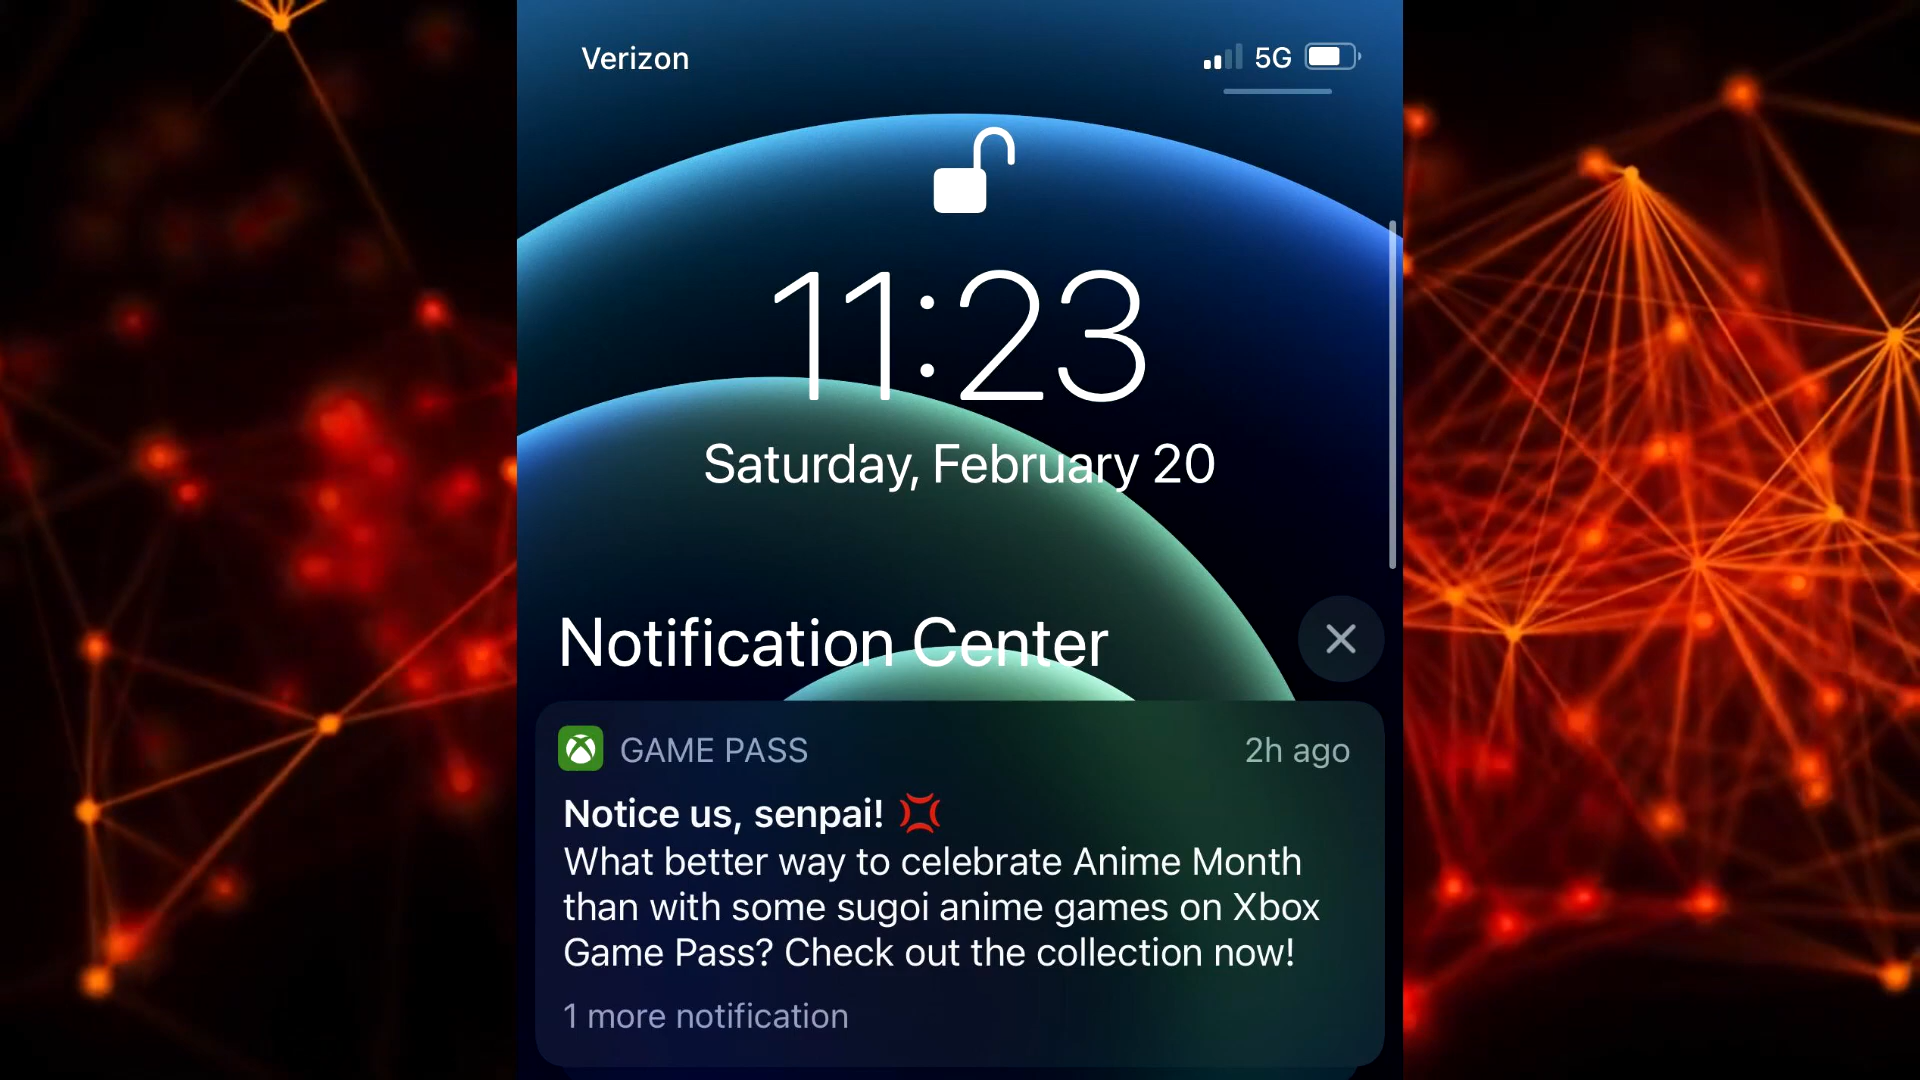 Verizon
5G
11:23
Saturday, February 20
Notification Center
GAME PASS
2h ago
Notice us, senpai! 💢
What better way to celebrate Anime Month
than with some sugoi anime games on Xbox
Game Pass? Check out the collection now!
1 more notification